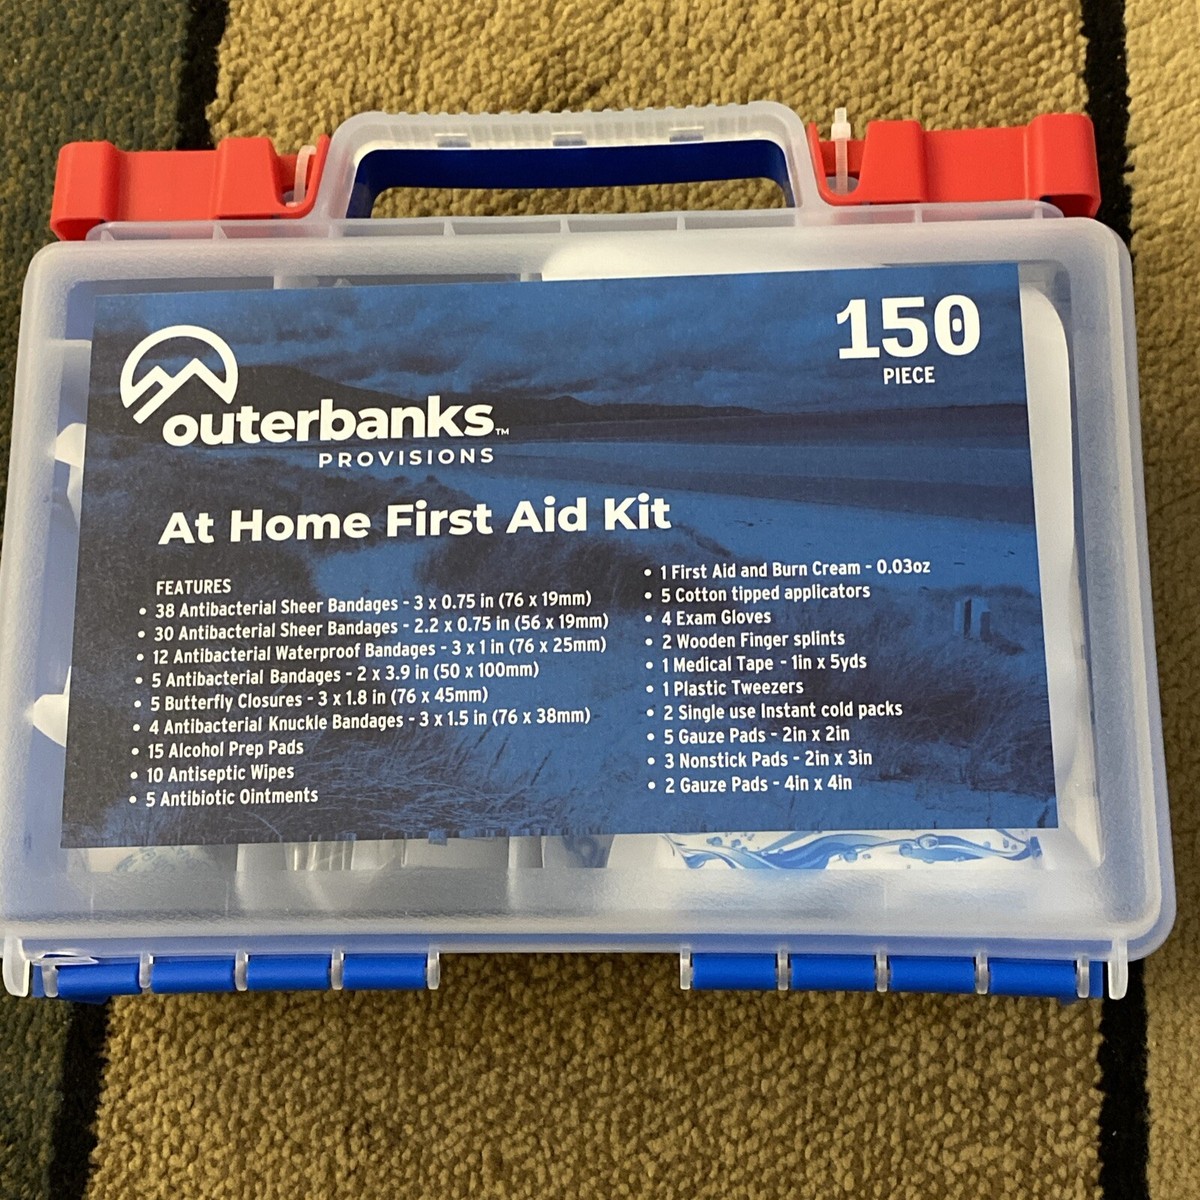 150
PIECE
outerbanks™
PROVISIONS
At Home First Aid Kit
FEATURES
• 38 Antibacterial Sheer Bandages - 3 x 0.75 in (76 x 19mm)
• 30 Antibacterial Sheer Bandages - 2.2 x 0.75 in (56 x 19mm)
• 12 Antibacterial Waterproof Bandages - 3 x 1 in (76 x 25mm)
• 5 Antibacterial Bandages - 2 x 3.9 in (50 x 100mm)
• 5 Butterfly Closures - 3 x 1.8 in (76 x 45mm)
• 4 Antibacterial Knuckle Bandages - 3 x 1.5 in (76 x 38mm)
• 15 Alcohol Prep Pads
• 10 Antiseptic Wipes
• 5 Antibiotic Ointments
• 1 First Aid and Burn Cream - 0.03oz
• 5 Cotton tipped applicators
• 4 Exam Gloves
• 2 Wooden Finger splints
• 1 Medical Tape - 1in x 5yds
• 1 Plastic Tweezers
• 2 Single use Instant cold packs
• 5 Gauze Pads - 2in x 2in
• 3 Nonstick Pads - 2in x 3in
• 2 Gauze Pads - 4in x 4in